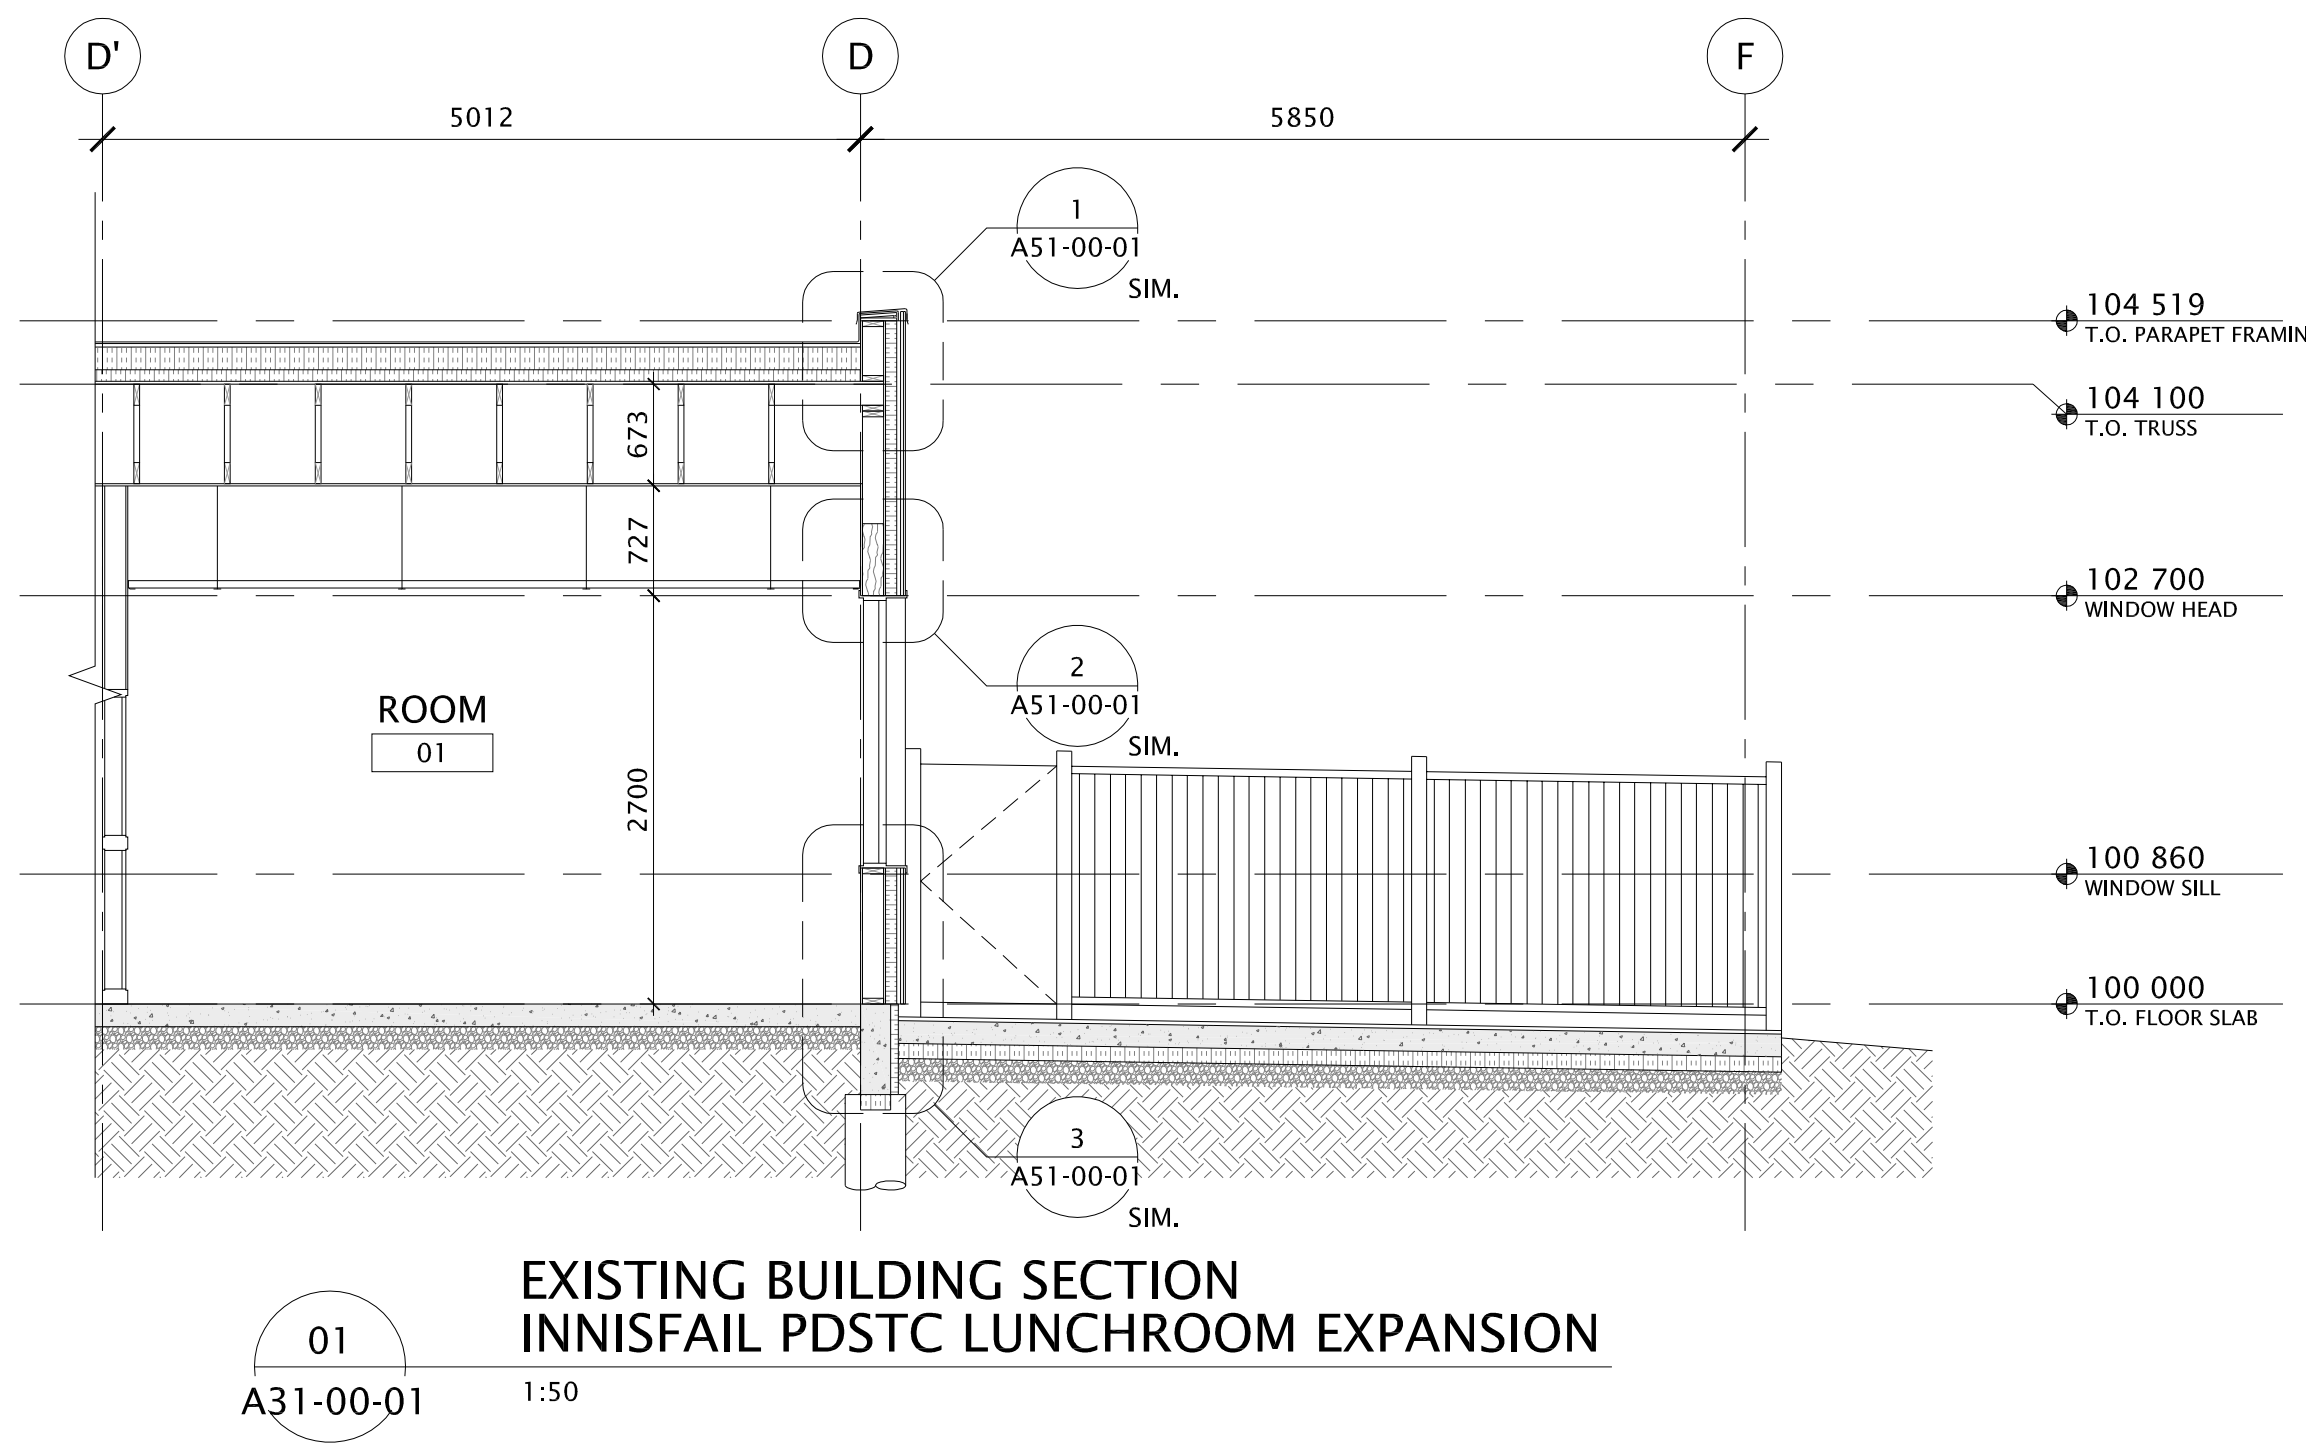 D'
D
F
5012
5850
1
A51-00-01
SIM.
104 519
T.O. PARAPET FRAMIN
104 100
T.O. TRUSS
673
727
102 700
WINDOW HEAD
2
A51-00-01
SIM.
ROOM
01
2700
100 860
WINDOW SILL
100 000
T.O. FLOOR SLAB
3
A51-00-01
SIM.
EXISTING BUILDING SECTION
INNISFAIL PDSTC LUNCHROOM EXPANSION
01
A31-00-01
1:50